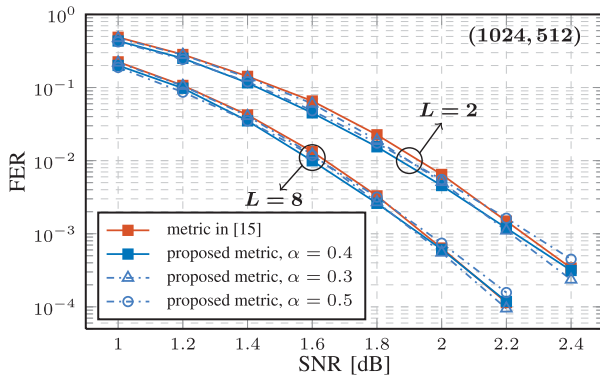 10^0
10^−1
10^−2
10^−3
10^−4
FER
(1024, 512)
L = 2
L = 8
metric in [15]
proposed metric, α = 0.4
proposed metric, α = 0.3
proposed metric, α = 0.5
1 1.2 1.4 1.6 1.8 2 2.2 2.4
SNR [dB]